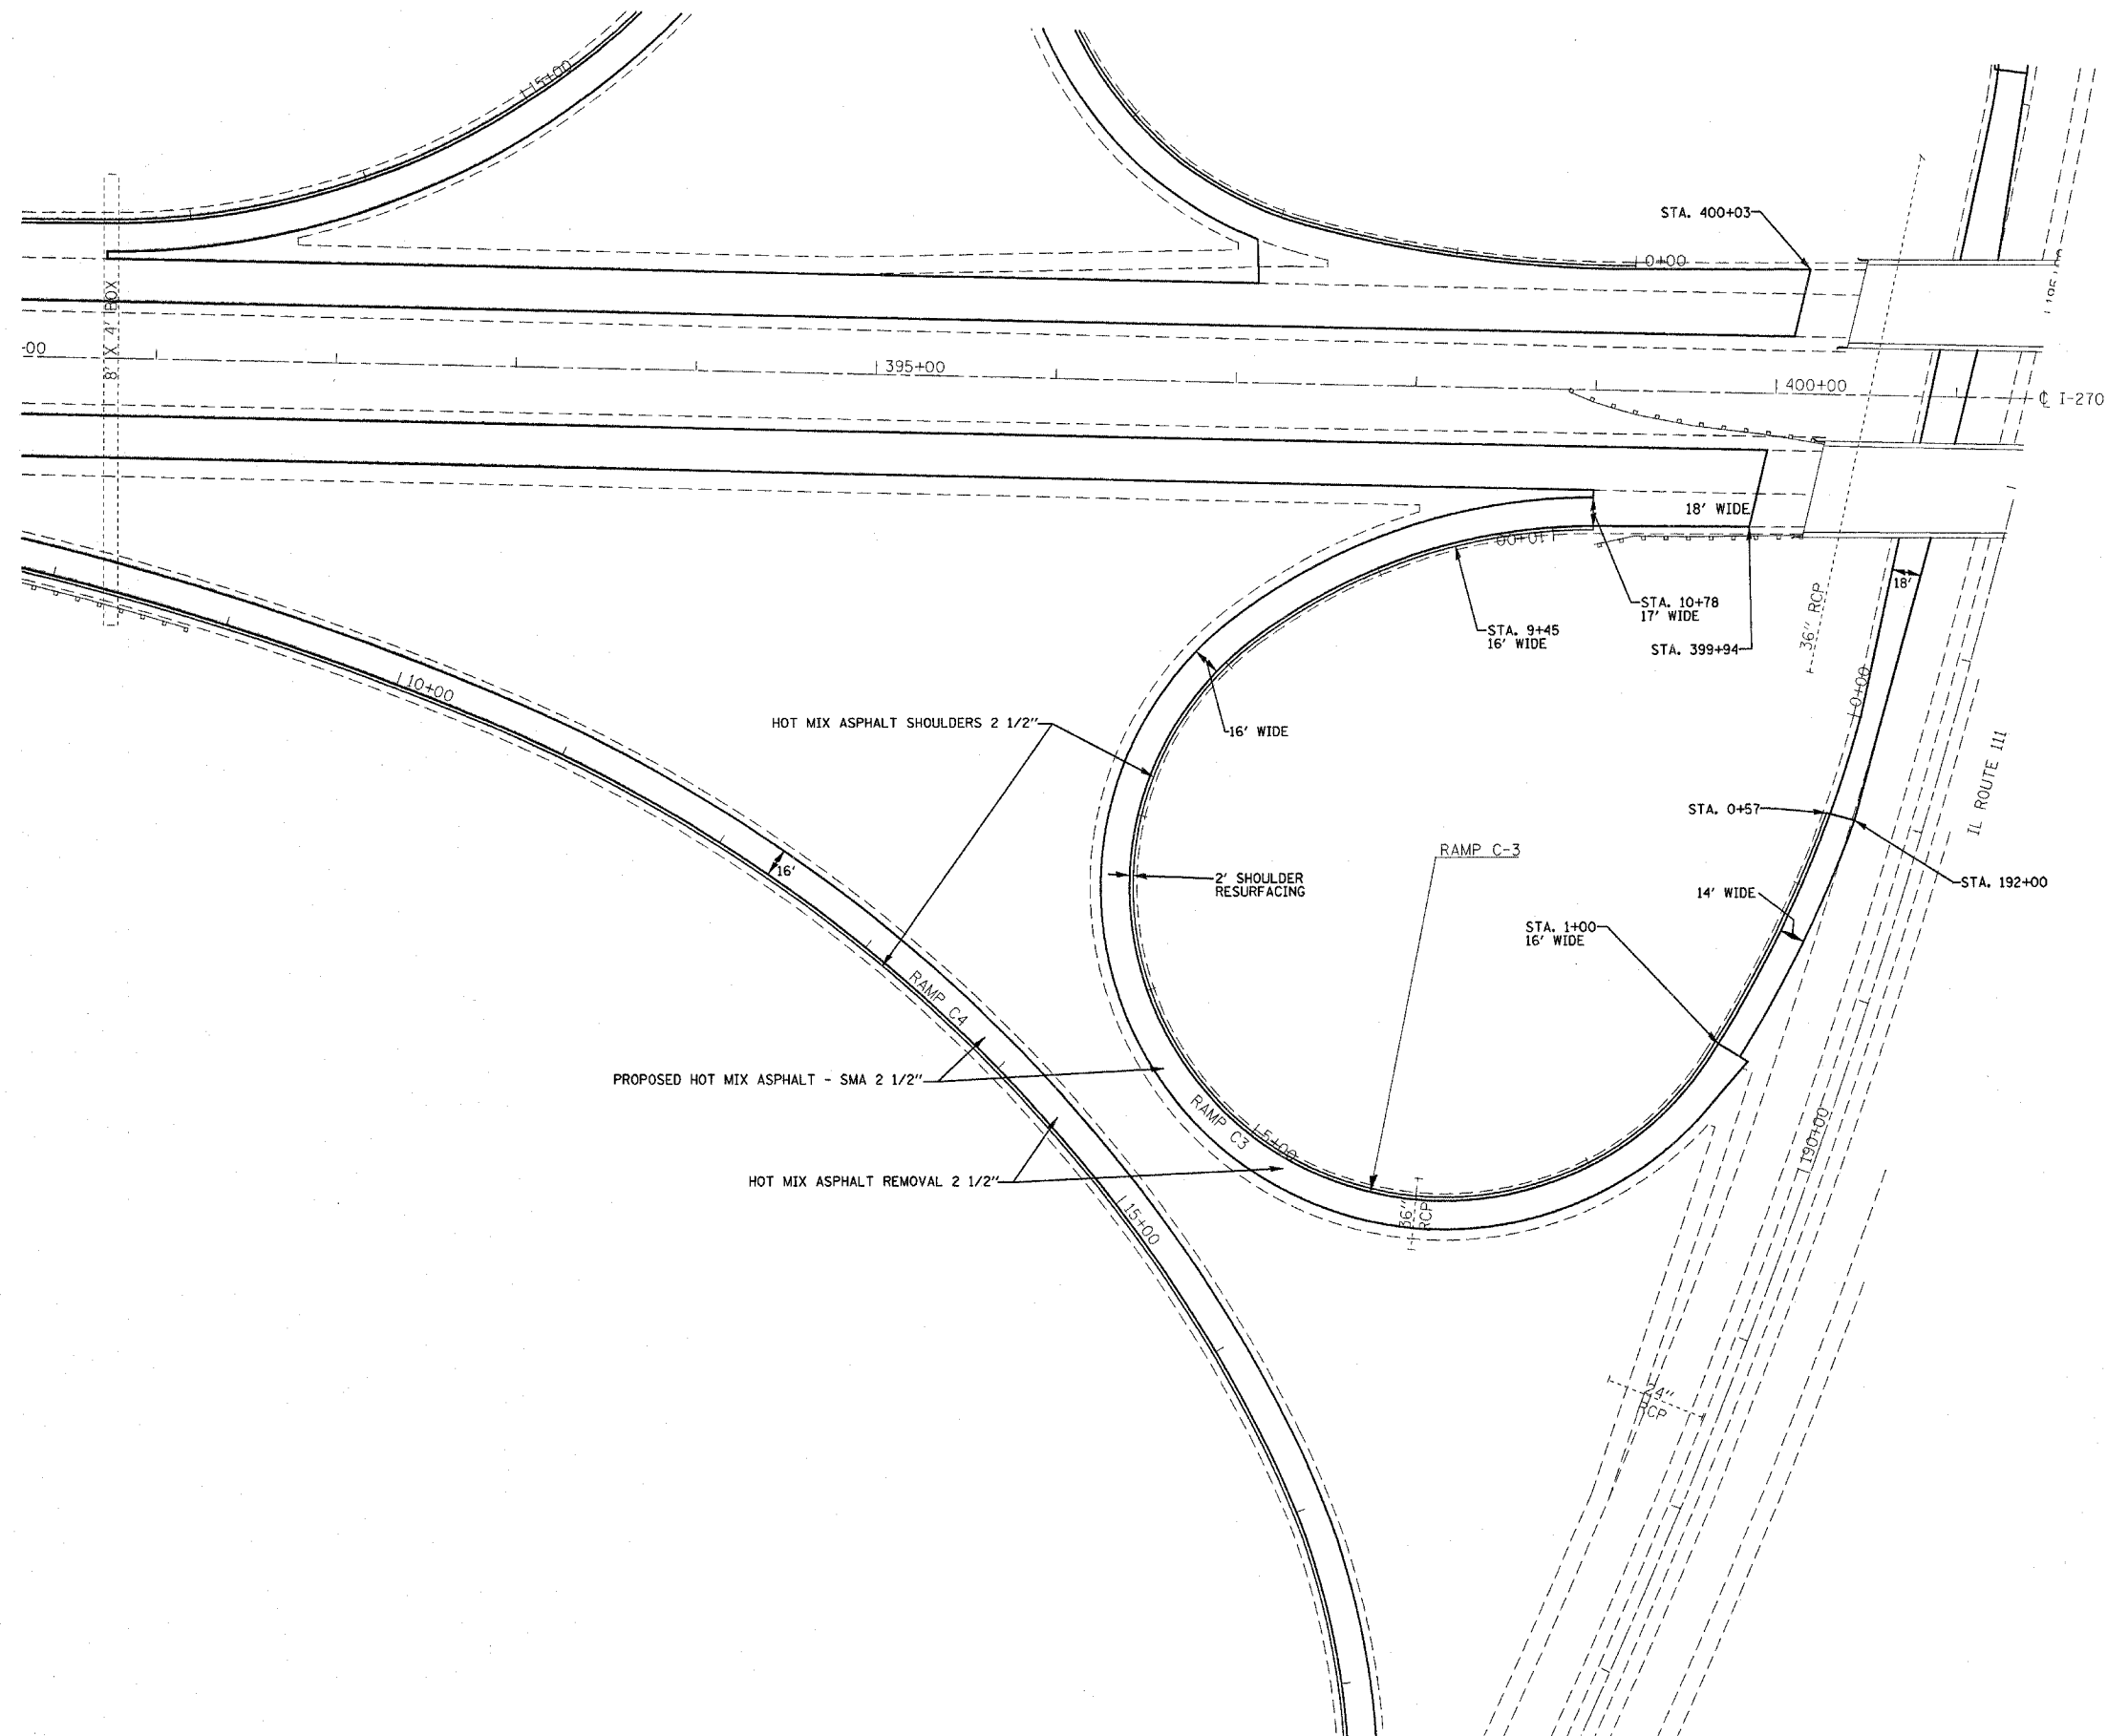 15+00
STA. 400+03
0+00
8' X 4' BOX
-00
395+00
400+00
℄ I-270
18' WIDE
10+00
STA. 10+78
17' WIDE
STA. 9+45
16' WIDE
STA. 399+94
36" RCP
18'
0+00
10+00
HOT MIX ASPHALT SHOULDERS 2 1/2"
16' WIDE
IL ROUTE 111
STA. 0+57
RAMP C-3
16'
2' SHOULDER
RESURFACING
STA. 192+00
14' WIDE
STA. 1+00
16' WIDE
RAMP C4
PROPOSED HOT MIX ASPHALT - SMA 2 1/2"
RAMP C3
5+00
190+00
HOT MIX ASPHALT REMOVAL 2 1/2"
36"
RCP
15+00
24"
RCP